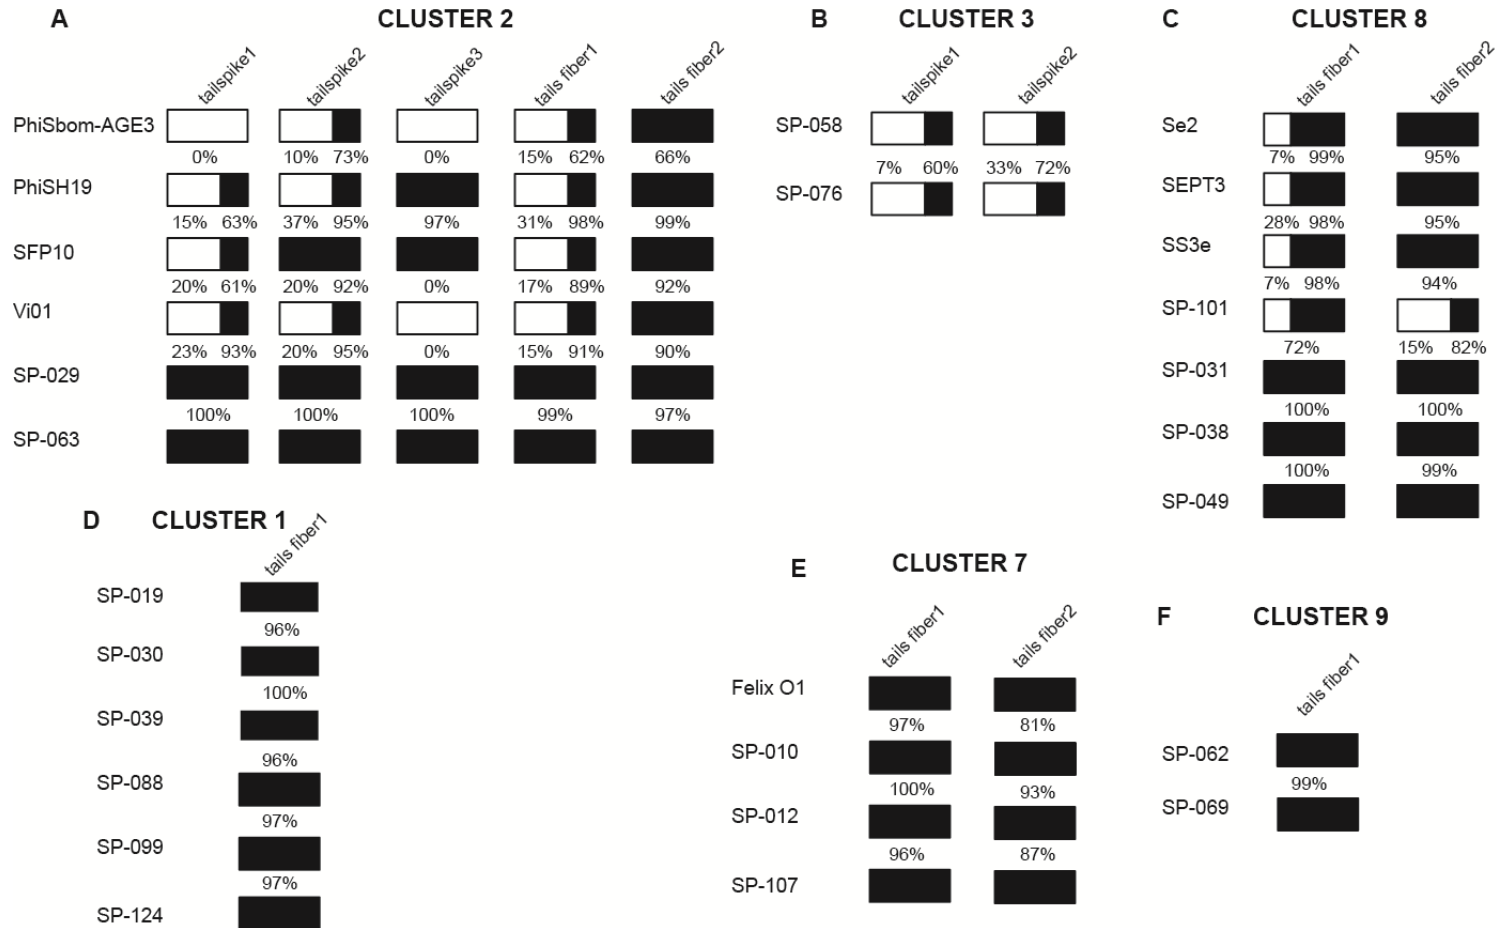 A CLUSTER 2
tailspike1 tailspike2 tailspike3 tails fiber1 tails fiber2
PhiSbom-AGE3
0% 10% 73% 0% 15% 62% 66%
PhiSH19
15% 63% 37% 95% 97% 31% 98% 99%
SFP10
20% 61% 20% 92% 0% 17% 89% 92%
Vi01
23% 93% 20% 95% 0% 15% 91% 90%
SP-029
100% 100% 100% 99% 97%
SP-063
B CLUSTER 3
tailspike1 tailspike2
SP-058
7% 60% 33% 72%
SP-076
C CLUSTER 8
tails fiber1 tails fiber2
Se2
7% 99% 95%
SEPT3
28% 98% 95%
SS3e
7% 98% 94%
SP-101
72% 15% 82%
SP-031
100% 100%
SP-038
100% 99%
SP-049
D CLUSTER 1
tails fiber1
SP-019
96%
SP-030
100%
SP-039
96%
SP-088
97%
SP-099
97%
SP-124
E CLUSTER 7
tails fiber1 tails fiber2
Felix O1
97% 81%
SP-010
100% 93%
SP-012
96% 87%
SP-107
F CLUSTER 9
tails fiber1
SP-062
99%
SP-069